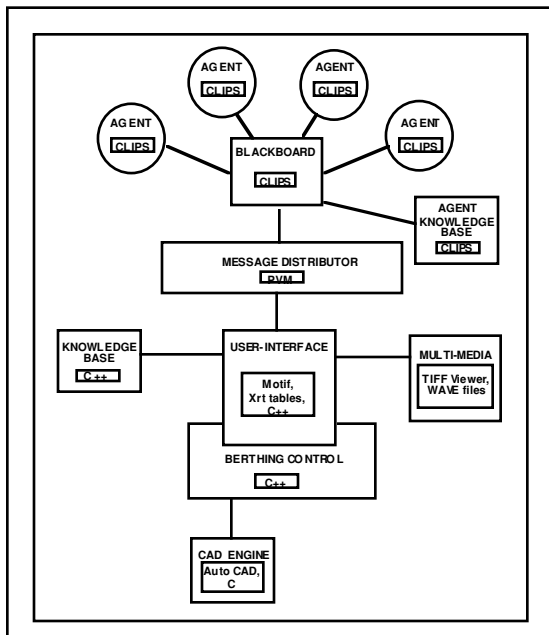 AGENT
CLIPS
AGENT
CLIPS
AGENT
CLIPS
AGENT
CLIPS
BLACKBOARD
CLIPS
AGENT
KNOWLEDGE
BASE
CLIPS
MESSAGE DISTRIBUTOR
PVM
KNOWLEDGE
BASE
C++
USER-INTERFACE
Motif,
Xrt tables,
C++
MULTI-MEDIA
TIFF Viewer,
WAVE files
BERTHING CONTROL
C++
CAD ENGINE
Auto CAD,
C